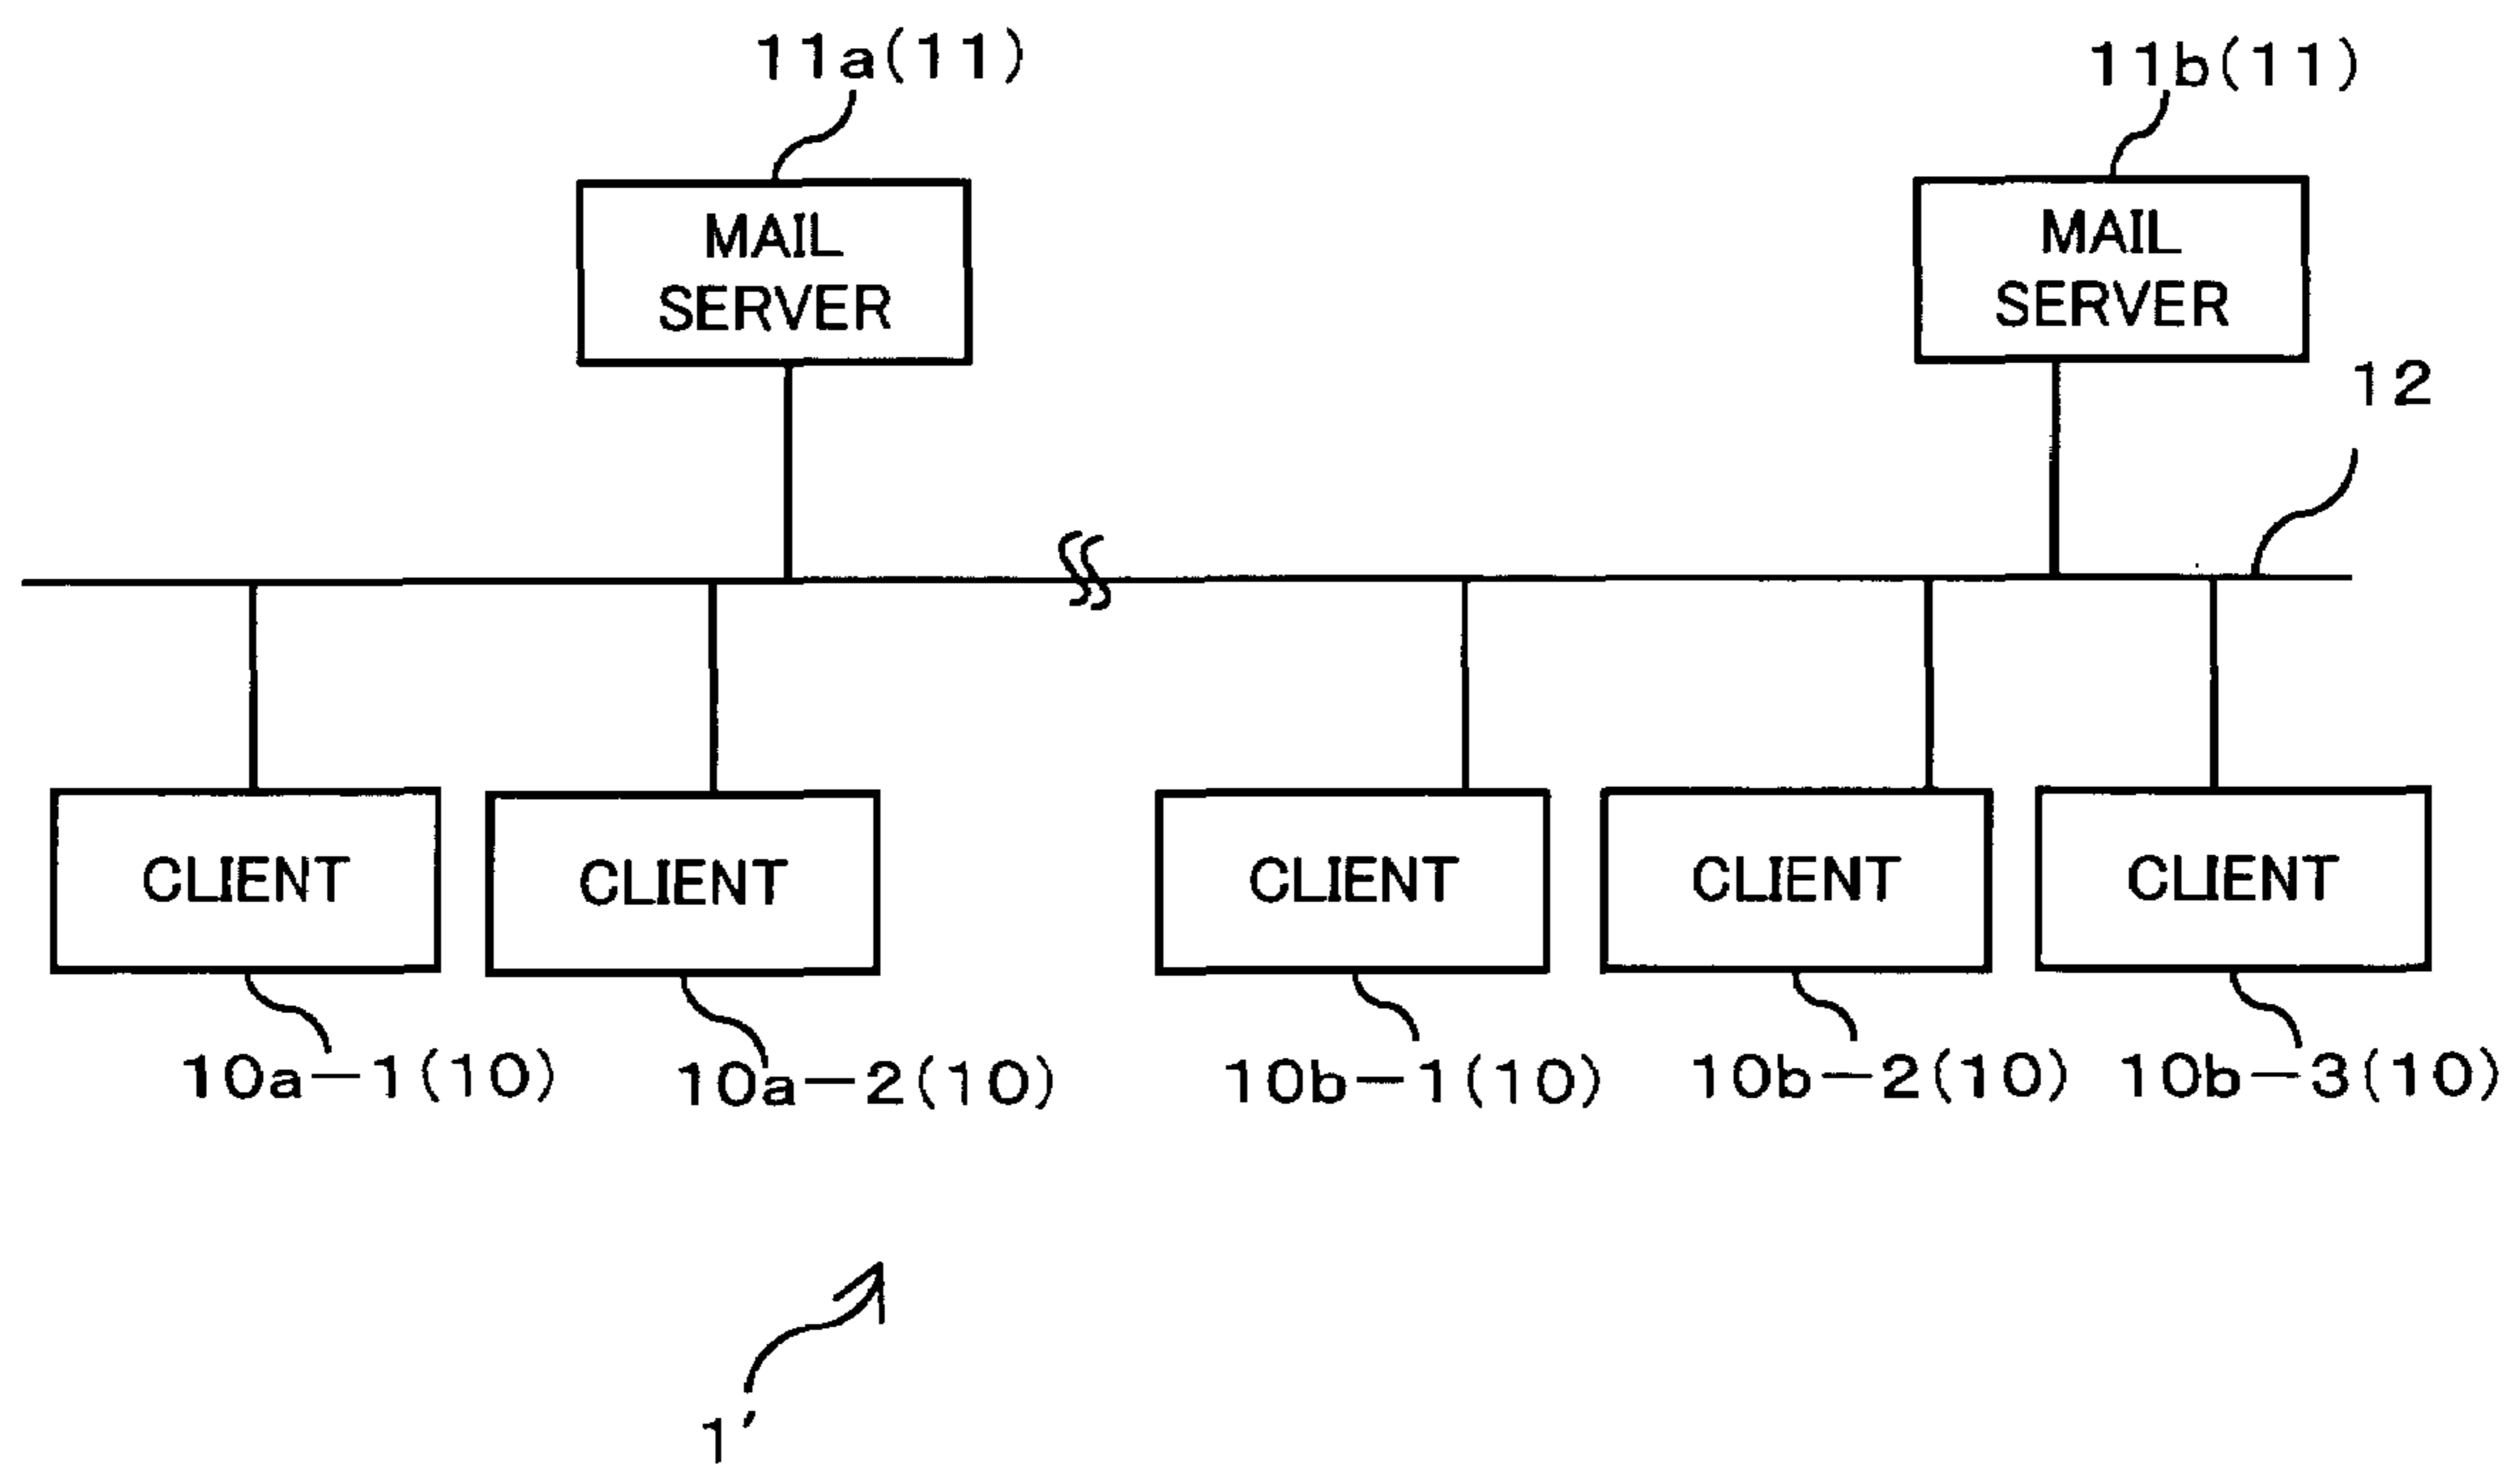 11a(11)
11b(11)
MAIL
SERVER
MAIL
SERVER
12
CLIENT
CLIENT
CLIENT
CLIENT
CLIENT
10a-1(10)
10a-2(10)
10b-1(10)
10b-2(10)
10b-3(10)
1′